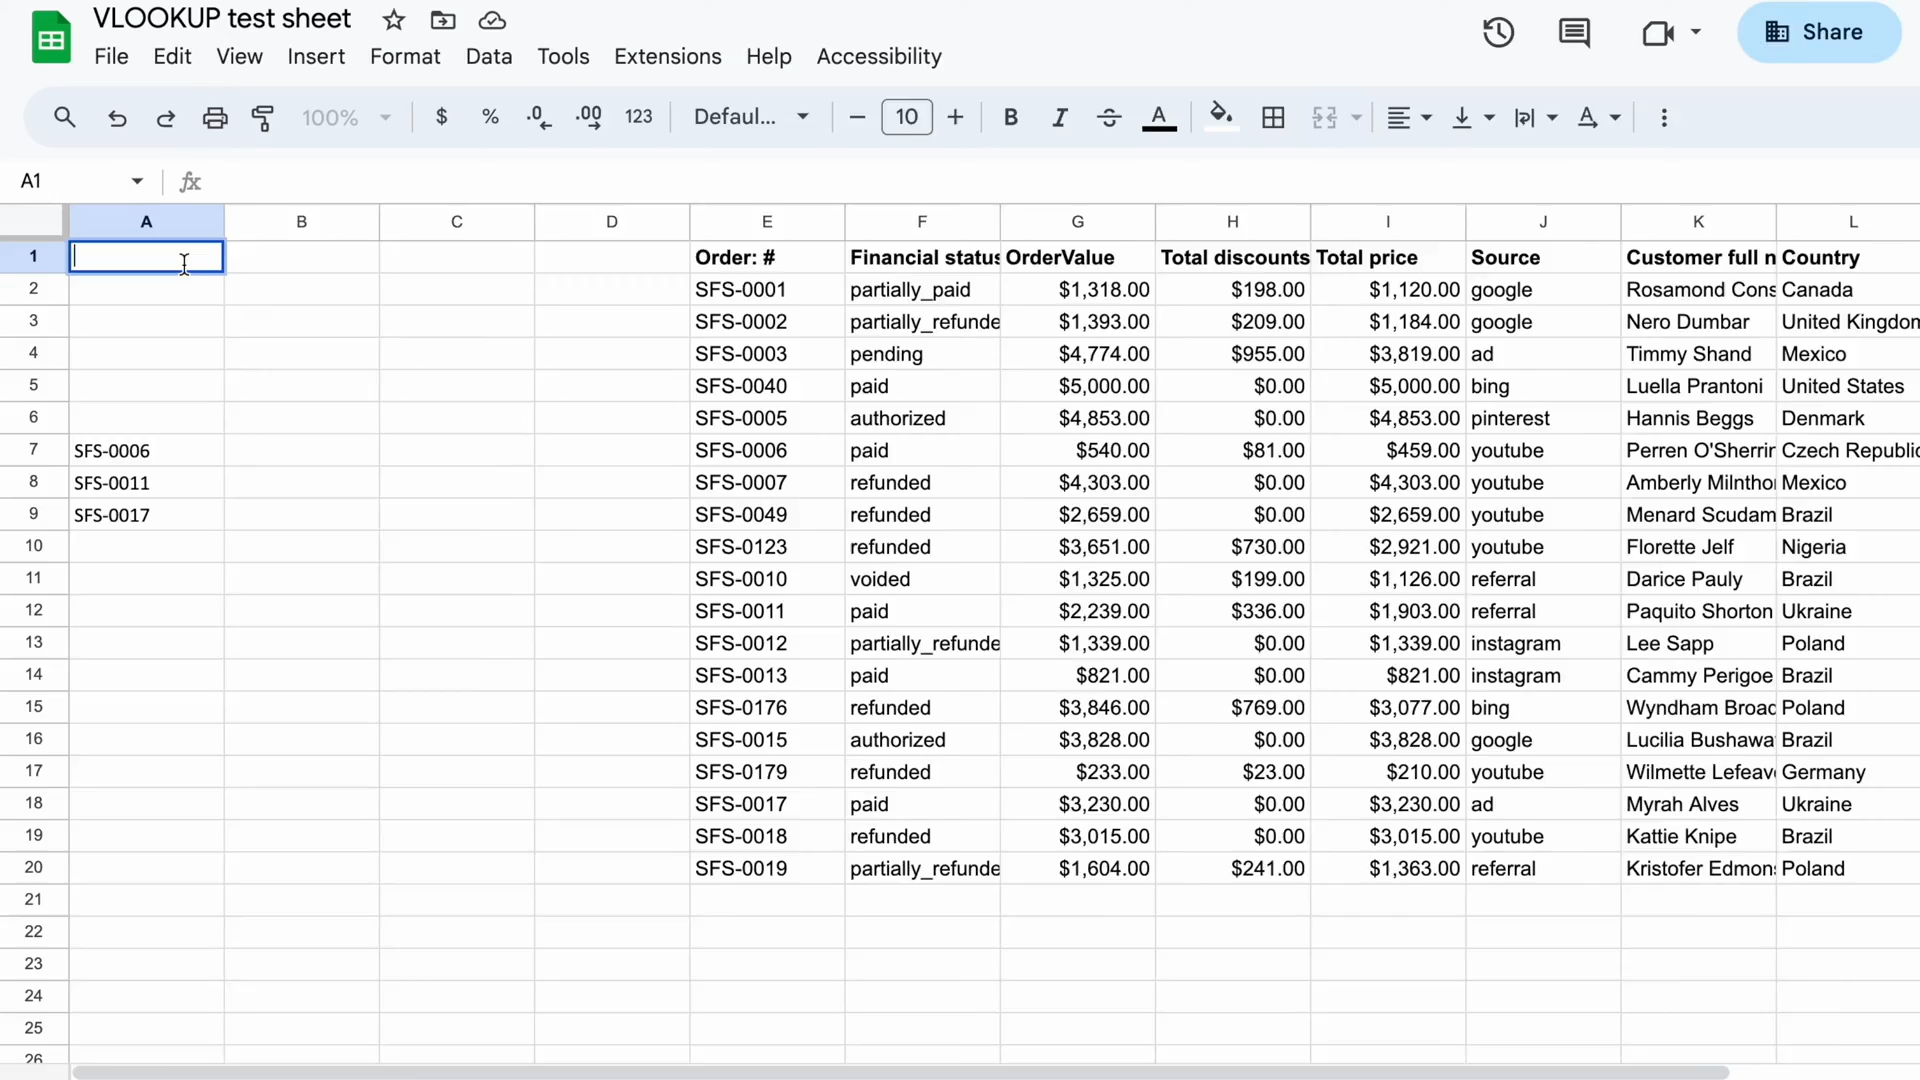 VLOOKUP test sheet
File Edit View Insert Format Data Tools Extensions Help Accessibility
Share
100% $ % .0 .00 123 Defaul... 10 B I S A A
A1 fx
A B C D E F G H I J K L
1 Order: # Financial status OrderValue Total discounts Total price Source Customer full n Country
2 SFS-0001 partially_paid $1,318.00 $198.00 $1,120.00 google Rosamond Cons Canada
3 SFS-0002 partially_refunde $1,393.00 $209.00 $1,184.00 google Nero Dumbar United Kingdom
4 SFS-0003 pending $4,774.00 $955.00 $3,819.00 ad Timmy Shand Mexico
5 SFS-0040 paid $5,000.00 $0.00 $5,000.00 bing Luella Prantoni United States
6 SFS-0005 authorized $4,853.00 $0.00 $4,853.00 pinterest Hannis Beggs Denmark
7 SFS-0006 SFS-0006 paid $540.00 $81.00 $459.00 youtube Perren O'Sherrin Czech Republic
8 SFS-0011 SFS-0007 refunded $4,303.00 $0.00 $4,303.00 youtube Amberly Milntho Mexico
9 SFS-0017 SFS-0049 refunded $2,659.00 $0.00 $2,659.00 youtube Menard Scudam Brazil
10 SFS-0123 refunded $3,651.00 $730.00 $2,921.00 youtube Florette Jelf Nigeria
11 SFS-0010 voided $1,325.00 $199.00 $1,126.00 referral Darice Pauly Brazil
12 SFS-0011 paid $2,239.00 $336.00 $1,903.00 referral Paquito Shorton Ukraine
13 SFS-0012 partially_refunde $1,339.00 $0.00 $1,339.00 instagram Lee Sapp Poland
14 SFS-0013 paid $821.00 $0.00 $821.00 instagram Cammy Perigoe Brazil
15 SFS-0176 refunded $3,846.00 $769.00 $3,077.00 bing Wyndham Broad Poland
16 SFS-0015 authorized $3,828.00 $0.00 $3,828.00 google Lucilia Bushawa Brazil
17 SFS-0179 refunded $233.00 $23.00 $210.00 youtube Wilmette Lefeav Germany
18 SFS-0017 paid $3,230.00 $0.00 $3,230.00 ad Myrah Alves Ukraine
19 SFS-0018 refunded $3,015.00 $0.00 $3,015.00 youtube Kattie Knipe Brazil
20 SFS-0019 partially_refunde $1,604.00 $241.00 $1,363.00 referral Kristofer Edmon Poland
21
22
23
24
25
26